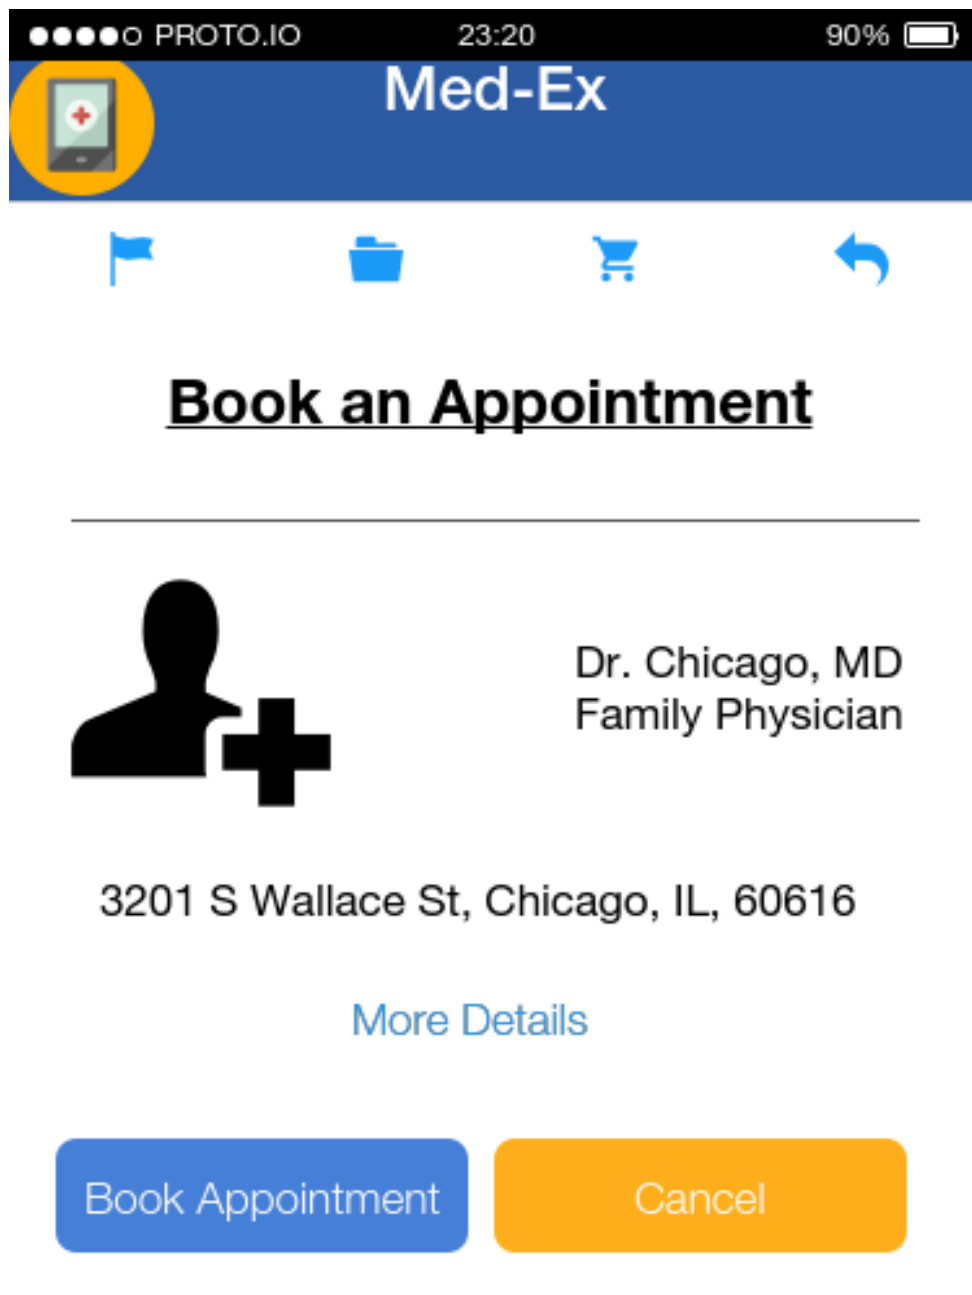 PROTO.IO 23:20 90%
Med-Ex
Book an Appointment
Dr. Chicago, MD
Family Physician
3201 S Wallace St, Chicago, IL, 60616
More Details
Book Appointment Cancel